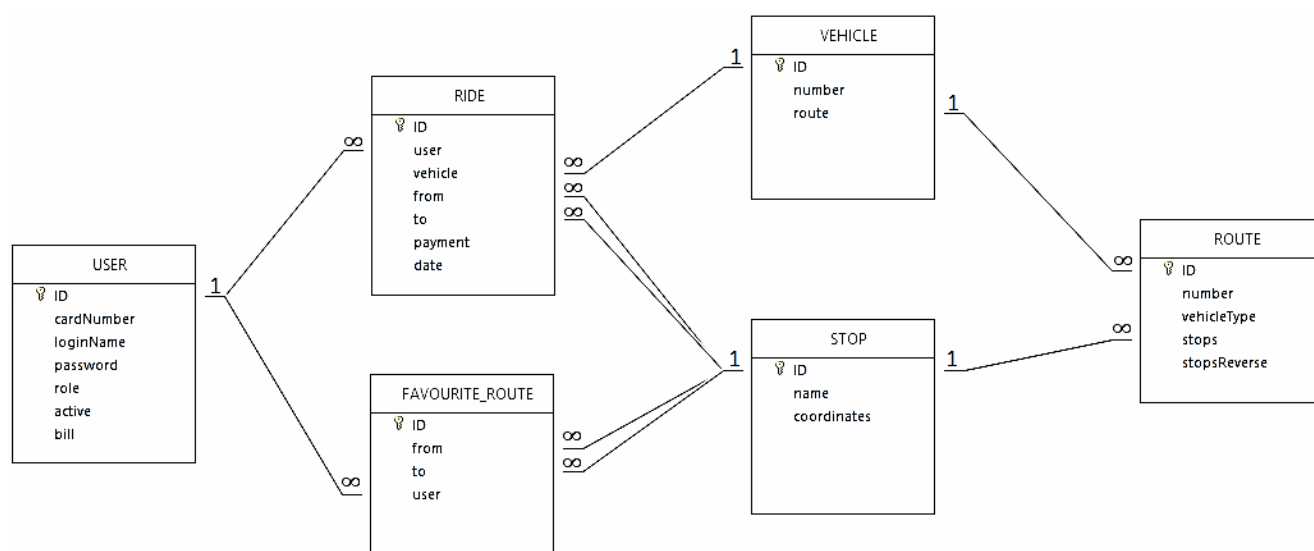 VEHICLE
ID
number
route
1
1
RIDE
ID
user
vehicle
from
to
payment
date
∞
∞
∞
∞
USER
ID
cardNumber
loginName
password
role
active
bill
1
ROUTE
ID
number
vehicleType
stops
stopsReverse
∞
∞
STOP
ID
name
coordinates
1
1
FAVOURITE_ROUTE
ID
from
to
user
∞
∞
∞